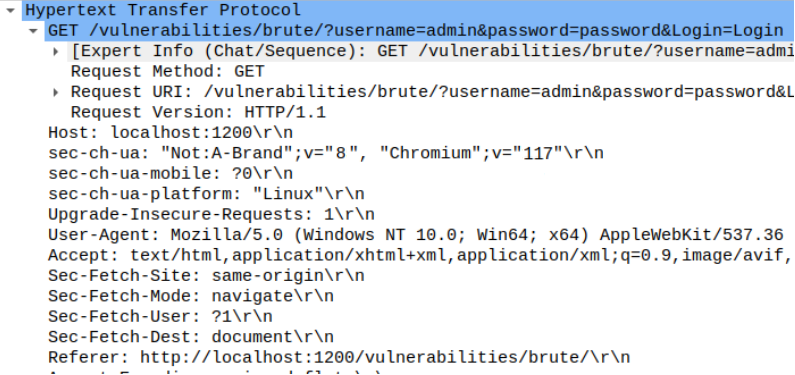 Hypertext Transfer Protocol
GET /vulnerabilities/brute/?username=admin&password=password&Login=Login
[Expert Info (Chat/Sequence): GET /vulnerabilities/brute/?username=admi
Request Method: GET
Request URI: /vulnerabilities/brute/?username=admin&password=password&L
Request Version: HTTP/1.1
Host: localhost:1200\r\n
sec-ch-ua: "Not:A-Brand";v="8", "Chromium";v="117"\r\n
sec-ch-ua-mobile: ?0\r\n
sec-ch-ua-platform: "Linux"\r\n
Upgrade-Insecure-Requests: 1\r\n
User-Agent: Mozilla/5.0 (Windows NT 10.0; Win64; x64) AppleWebKit/537.36
Accept: text/html,application/xhtml+xml,application/xml;q=0.9,image/avif,
Sec-Fetch-Site: same-origin\r\n
Sec-Fetch-Mode: navigate\r\n
Sec-Fetch-User: ?1\r\n
Sec-Fetch-Dest: document\r\n
Referer: http://localhost:1200/vulnerabilities/brute/\r\n